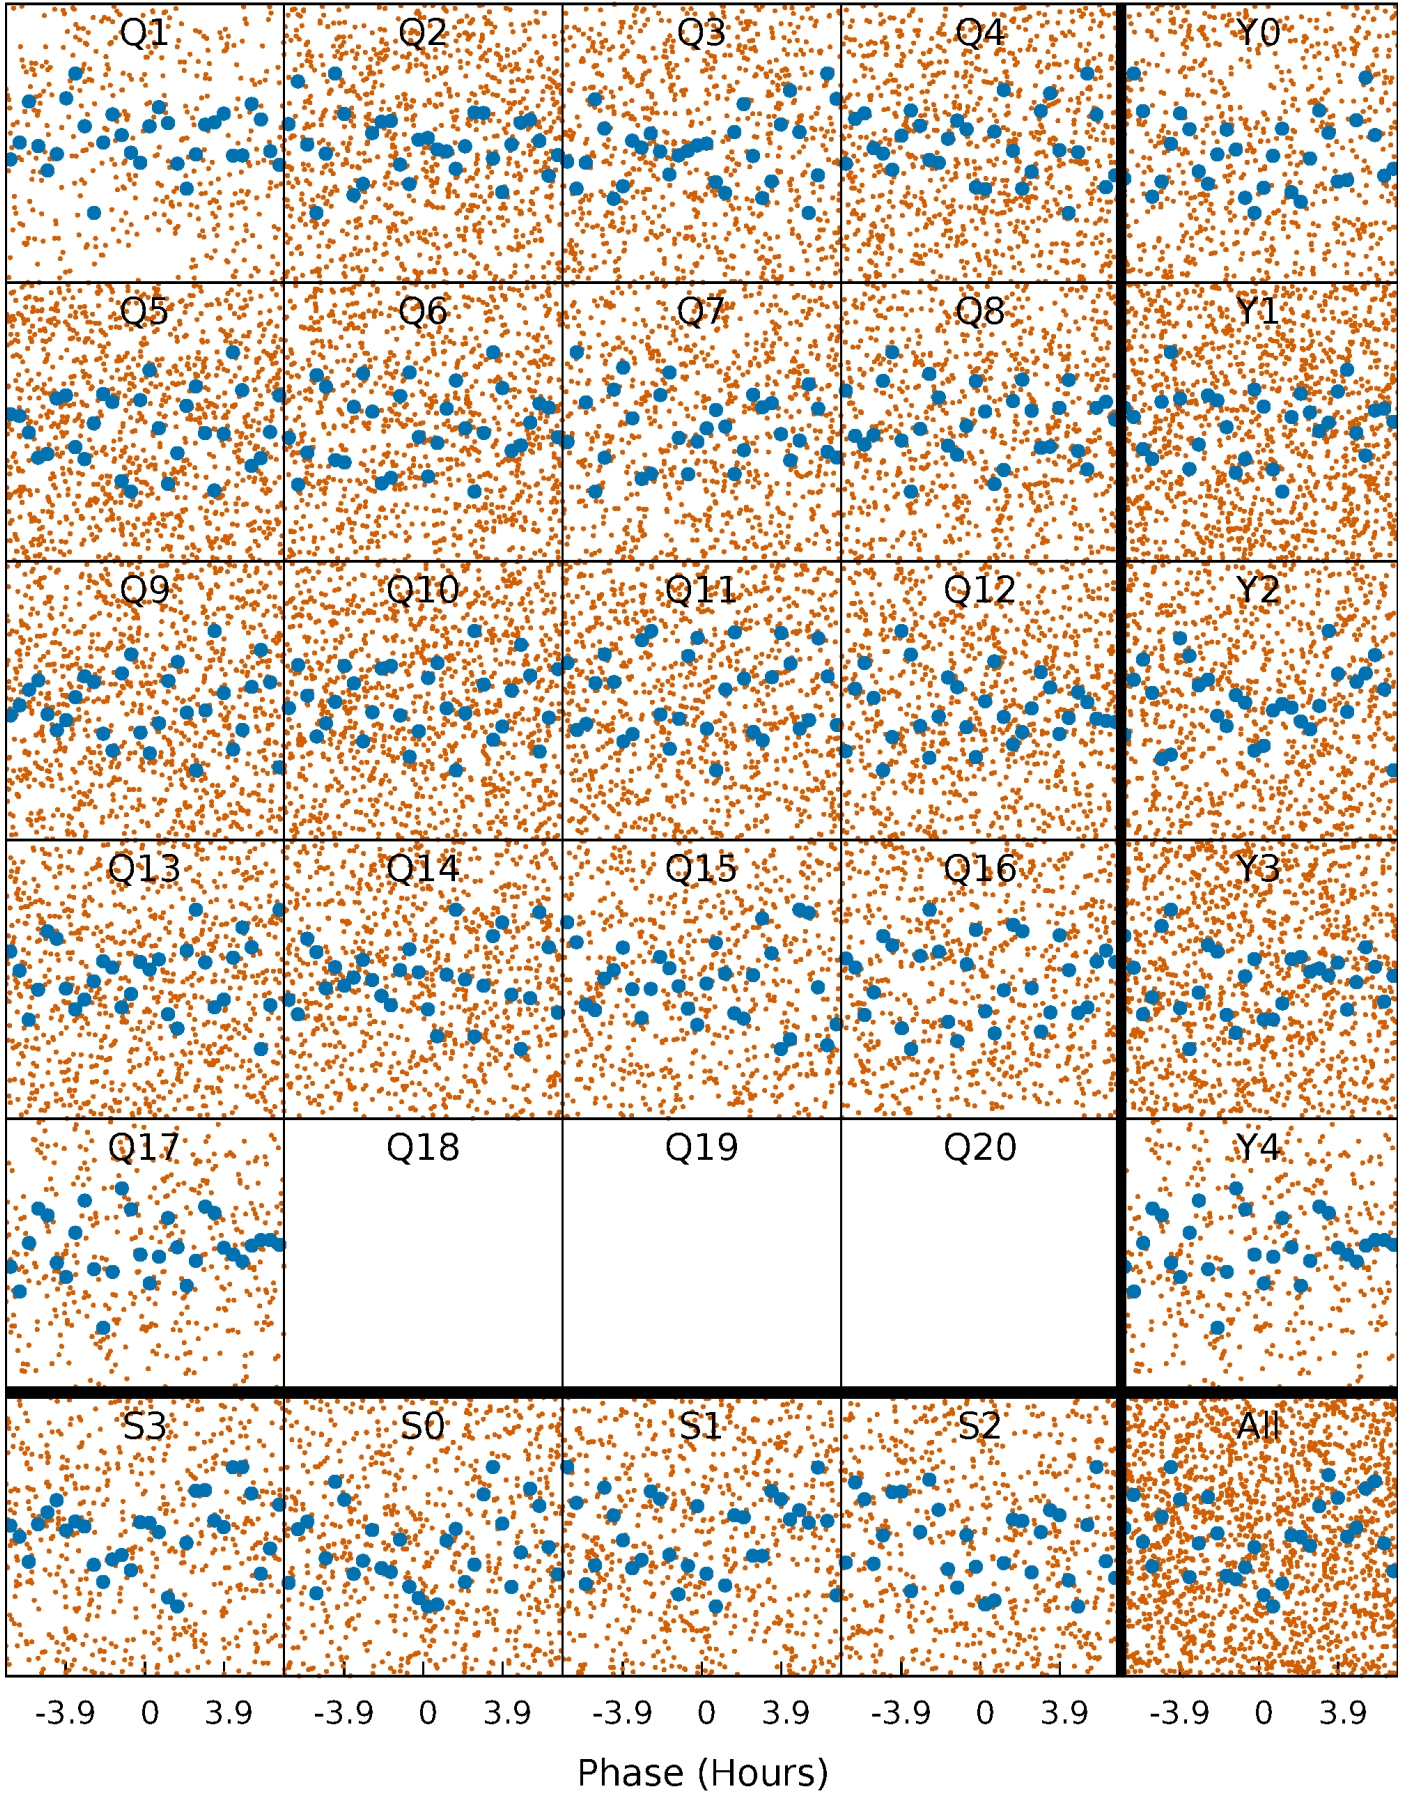 Q1 Q2 Q3 Q4 Y0
Q5 Q6 Q7 Q8 Y1
Q9 Q10 Q11 Q12 Y2
Q13 Q14 Q15 Q16 Y3
Q17 Q18 Q19 Q20 Y4
S3 S0 S1 S2 All
-3.9 0 3.9 -3.9 0 3.9 -3.9 0 3.9 -3.9 0 3.9 -3.9 0 3.9
Phase (Hours)